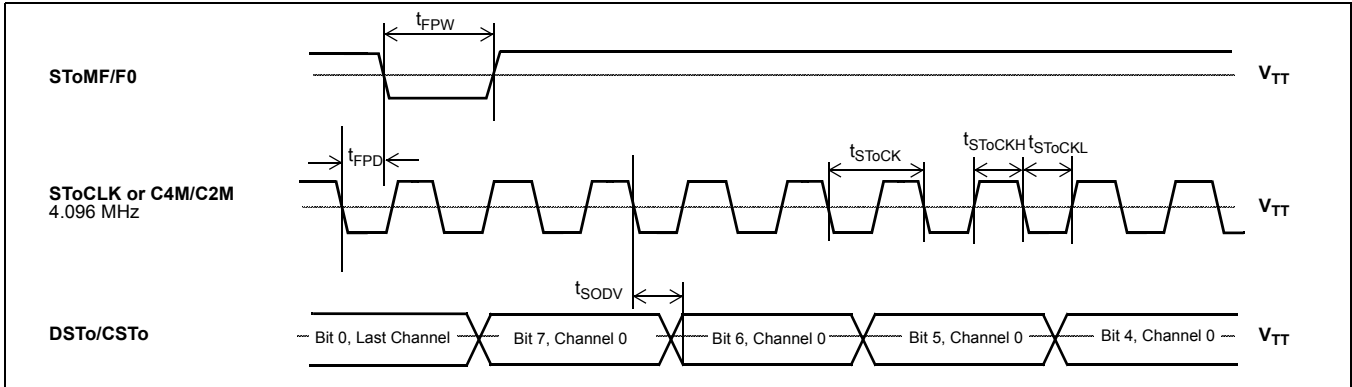 tFPW
SToMF/F0
VTT
tFPD
tSToCK
tSToCKH
tSToCKL
SToCLK or C4M/C2M
4.096 MHz
VTT
tSODV
DSTo/CSTo
Bit 0, Last Channel
Bit 7, Channel 0
Bit 6, Channel 0
Bit 5, Channel 0
Bit 4, Channel 0
VTT